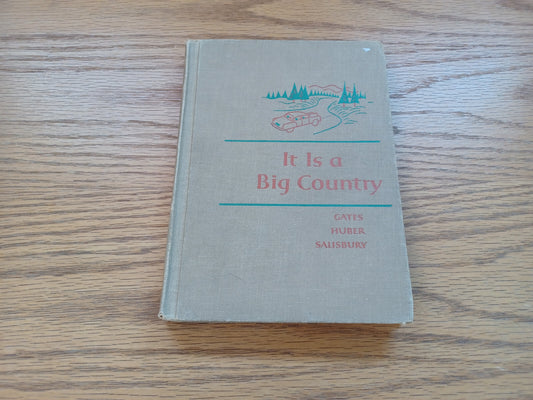 It Is a
Big Country
GATES
HUBER
SALISBURY